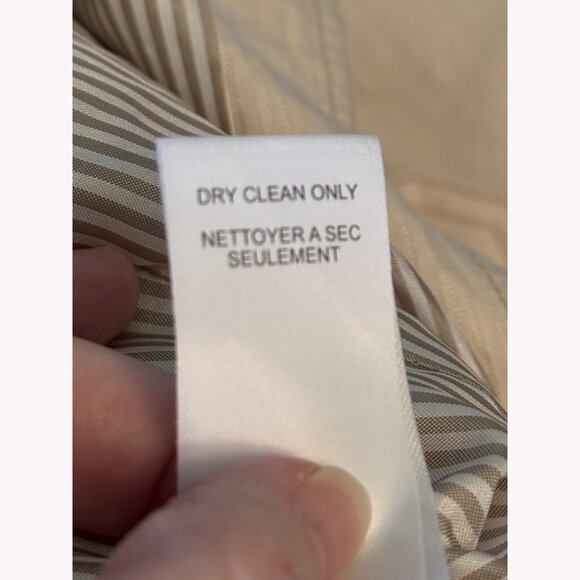 DRY CLEAN ONLY
NETTOYER A SEC
SEULEMENT